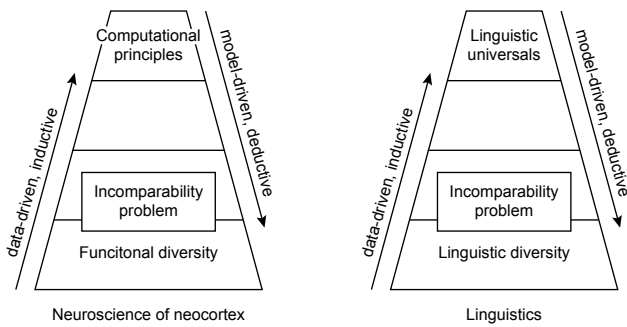 Computational
principles
data-driven, inductive
model-driven, deductive
Incomparability
problem
Funcitonal diversity
Neuroscience of neocortex
Linguistic
universals
data-driven, inductive
model-driven, deductive
Incomparability
problem
Linguistic diversity
Linguistics